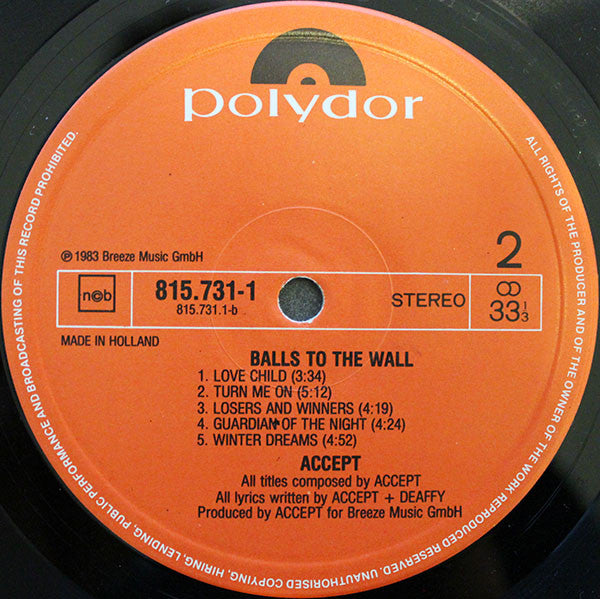 polydor
ALL RIGHTS OF THE PRODUCER AND OF THE OWNER OF THE WORK REPRODUCED RESERVED. UNAUTHORISED COPYING, HIRING, LENDING, PUBLIC PERFORMANCE AND BROADCASTING OF THIS RECORD PROHIBITED.
℗ 1983 Breeze Music GmbH
2
ncb
815.731-1
815.731.1-b
STEREO
33 1/3
MADE IN HOLLAND
BALLS TO THE WALL
1. LOVE CHILD (3:34)
2. TURN ME ON (5:12)
3. LOSERS AND WINNERS (4:19)
4. GUARDIAN OF THE NIGHT (4:24)
5. WINTER DREAMS (4:52)
ACCEPT
All titles composed by ACCEPT
All lyrics written by ACCEPT + DEAFFY
Produced by ACCEPT for Breeze Music GmbH